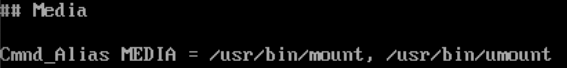 ## Media
Cmnd_Alias MEDIA = /usr/bin/mount, /usr/bin/umount